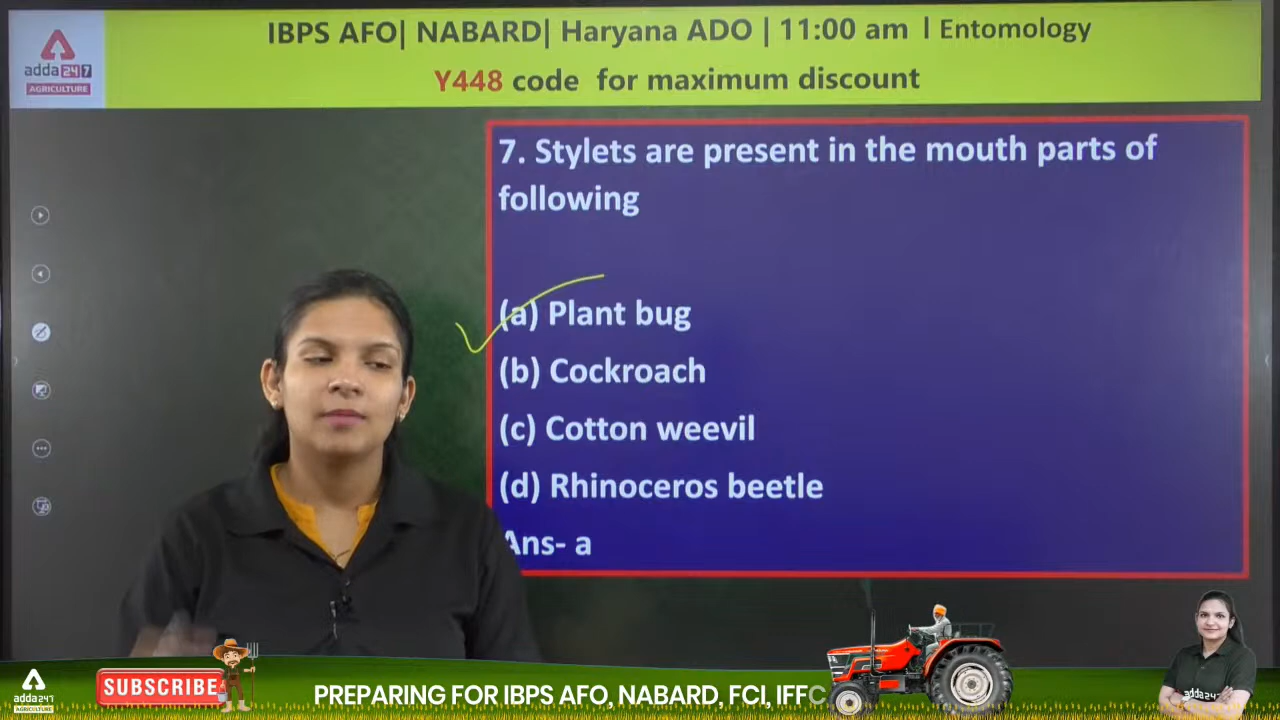 IBPS AFO| NABARD| Haryana ADO | 11:00 am I Entomology
Y448 code for maximum discount
adda247
AGRICULTURE
7. Stylets are present in the mouth parts of
following
(a) Plant bug
(b) Cockroach
(c) Cotton weevil
(d) Rhinoceros beetle
Ans- a
adda247
AGRICULTURE
SUBSCRIBE
PREPARING FOR IBPS AFO, NABARD, FCI, IFFC
adda247